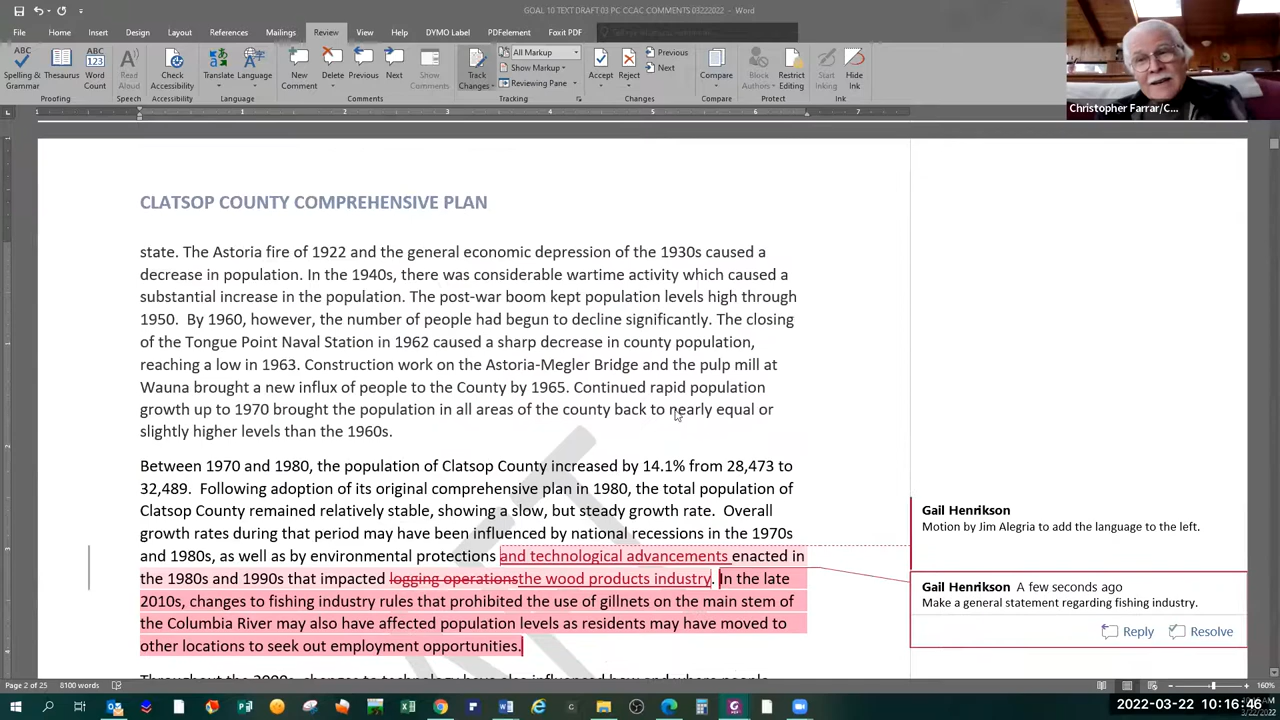 GOAL 10 TEXT DRAFT 03 PC CCAC COMMENTS 03222022 - Word
File Home Insert Draw Design Layout References Mailings Review View Help DYMO Label PDFelement Foxit PDF
ABC ABC 123
Spelling & Grammar Thesaurus Word Count Read Aloud Check Accessibility Translate Language New Comment Delete Previous Next Show Comments Track Changes All Markup Show Markup Reviewing Pane Accept Reject Previous Next Compare Block Authors Restrict Editing Start Inking Hide Ink
Proofing Speech Accessibility Language Comments Tracking Changes Compare Protect Ink
Christopher Farrar/C...
CLATSOP COUNTY COMPREHENSIVE PLAN
state. The Astoria fire of 1922 and the general economic depression of the 1930s caused a
decrease in population. In the 1940s, there was considerable wartime activity which caused a
substantial increase in the population. The post-war boom kept population levels high through
1950. By 1960, however, the number of people had begun to decline significantly. The closing
of the Tongue Point Naval Station in 1962 caused a sharp decrease in county population,
reaching a low in 1963. Construction work on the Astoria-Megler Bridge and the pulp mill at
Wauna brought a new influx of people to the County by 1965. Continued rapid population
growth up to 1970 brought the population in all areas of the county back to nearly equal or
slightly higher levels than the 1960s.
Between 1970 and 1980, the population of Clatsop County increased by 14.1% from 28,473 to
32,489. Following adoption of its original comprehensive plan in 1980, the total population of
Clatsop County remained relatively stable, showing a slow, but steady growth rate. Overall
growth rates during that period may have been influenced by national recessions in the 1970s
and 1980s, as well as by environmental protections and technological advancements enacted in
the 1980s and 1990s that impacted logging operationsthe wood products industry. In the late
2010s, changes to fishing industry rules that prohibited the use of gillnets on the main stem of
the Columbia River may also have affected population levels as residents may have moved to
other locations to seek out employment opportunities.
Gail Henrikson
Motion by Jim Alegria to add the language to the left.
Gail Henrikson A few seconds ago
Make a general statement regarding fishing industry.
Reply Resolve
Page 2 of 25 8100 words 160%
2022-03-22 10:16:46